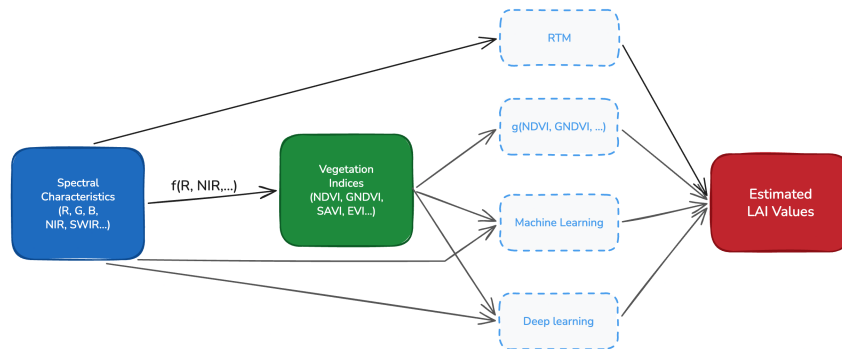 RTM
g(NDVI, GNDVI, ...)
Spectral
Characteristics
(R, G, B,
NIR, SWIR...)
f(R, NIR,...)
Vegetation
Indices
(NDVI, GNDVI,
SAVI, EVI...)
Machine Learning
Deep learning
Estimated
LAI Values